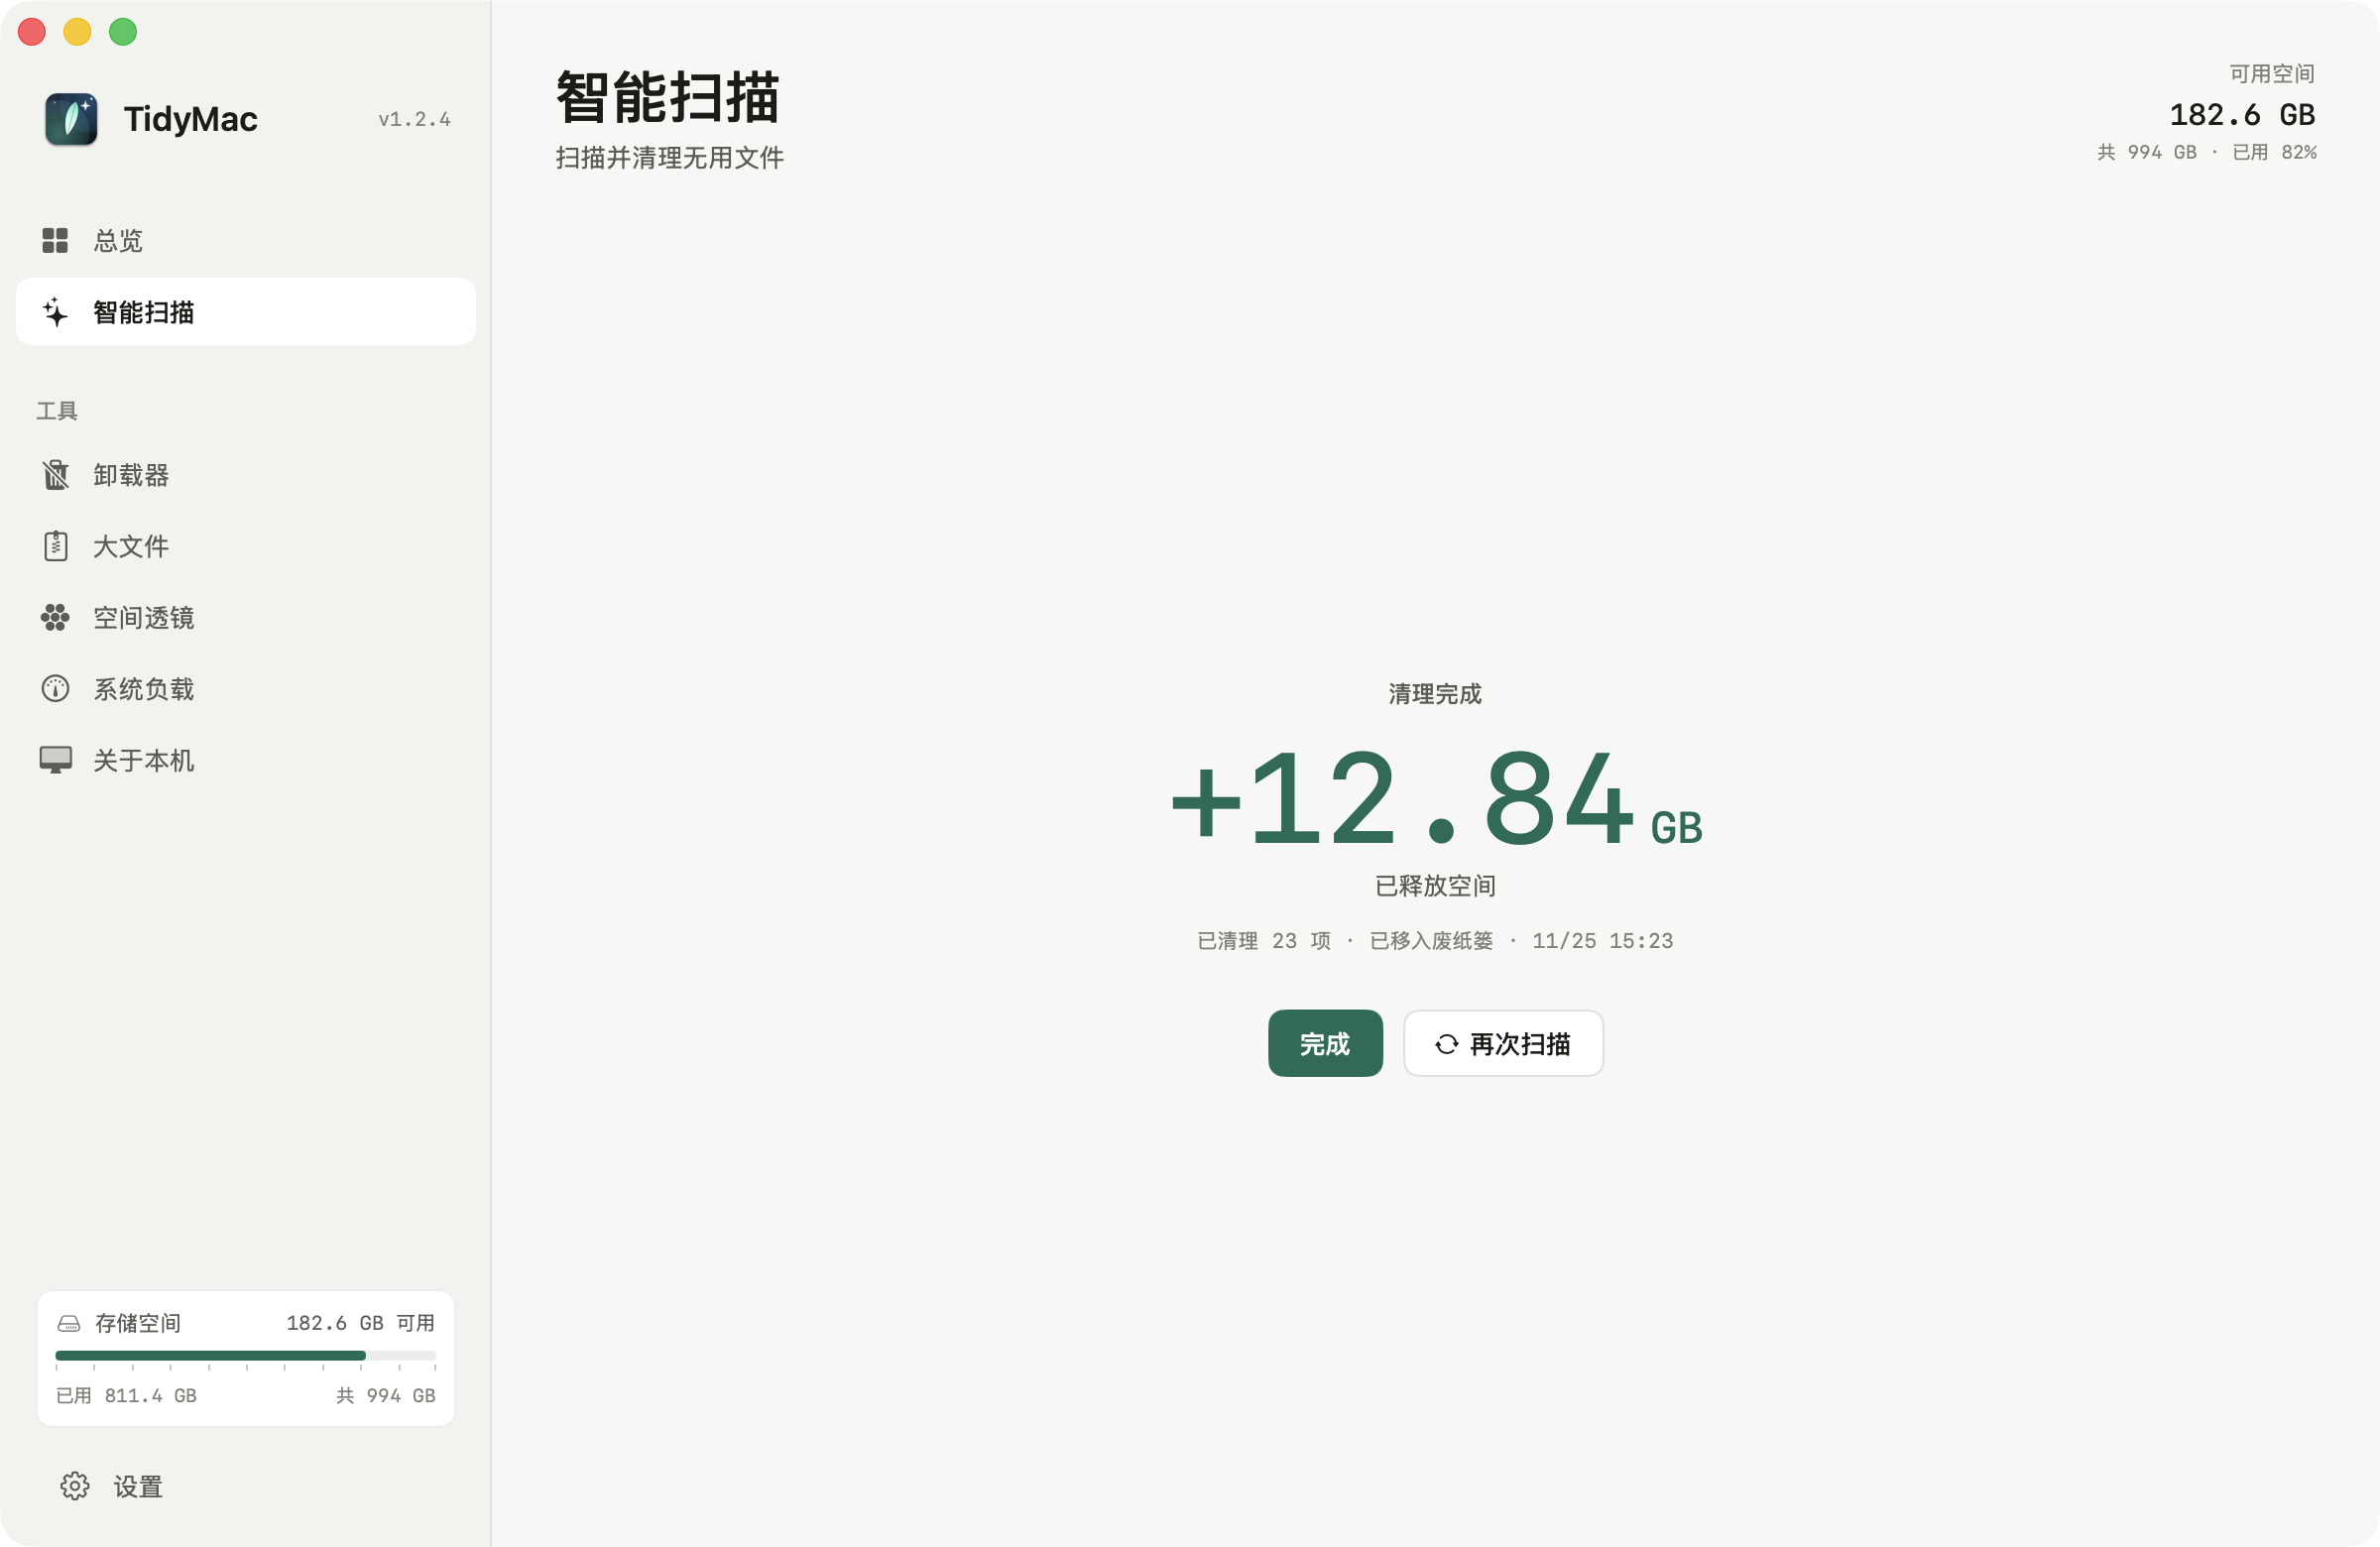 TidyMac
v1.2.4
总览
智能扫描
工具
卸载器
大文件
空间透镜
系统负载
关于本机
存储空间
182.6 GB 可用
已用 811.4 GB
共 994 GB
设置
智能扫描
扫描并清理无用文件
可用空间
182.6 GB
共 994 GB · 已用 82%
清理完成
+12.84 GB
已释放空间
已清理 23 项 · 已移入废纸篓 · 11/25 15:23
完成
再次扫描